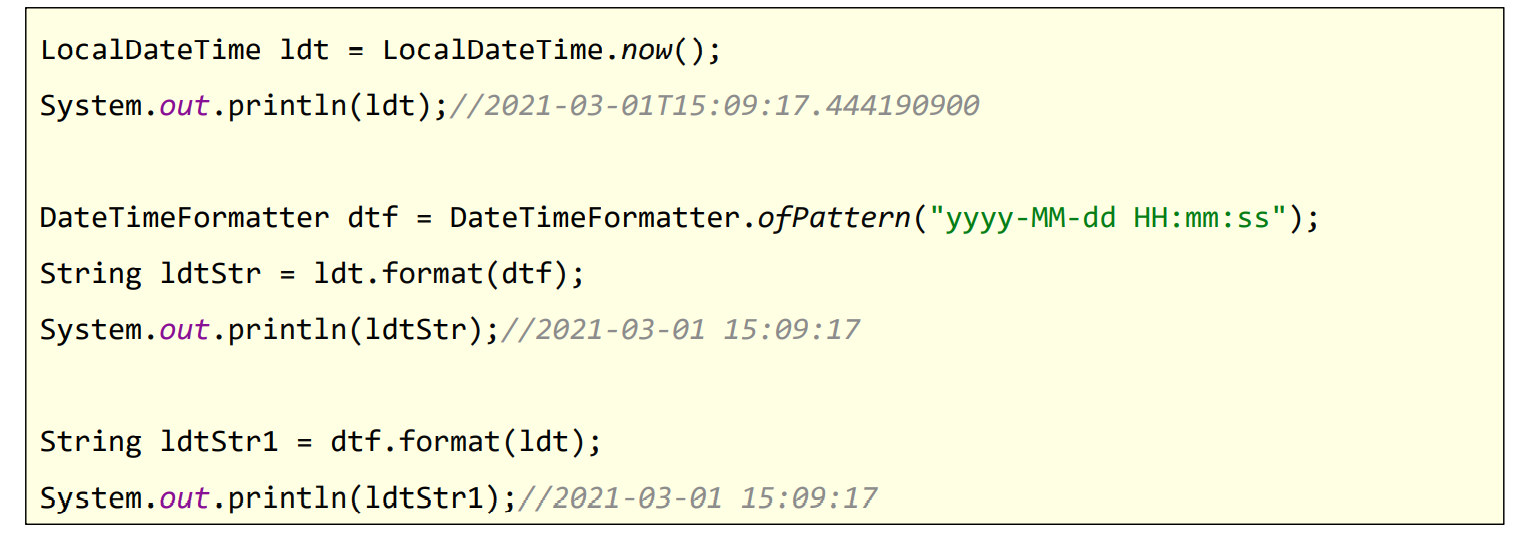 LocalDateTime ldt = LocalDateTime.now();
System.out.println(ldt);//2021-03-01T15:09:17.444190900
DateTimeFormatter dtf = DateTimeFormatter.ofPattern("yyyy-MM-dd HH:mm:ss");
String ldtStr = ldt.format(dtf);
System.out.println(ldtStr);//2021-03-01 15:09:17
String ldtStr1 = dtf.format(ldt);
System.out.println(ldtStr1);//2021-03-01 15:09:17